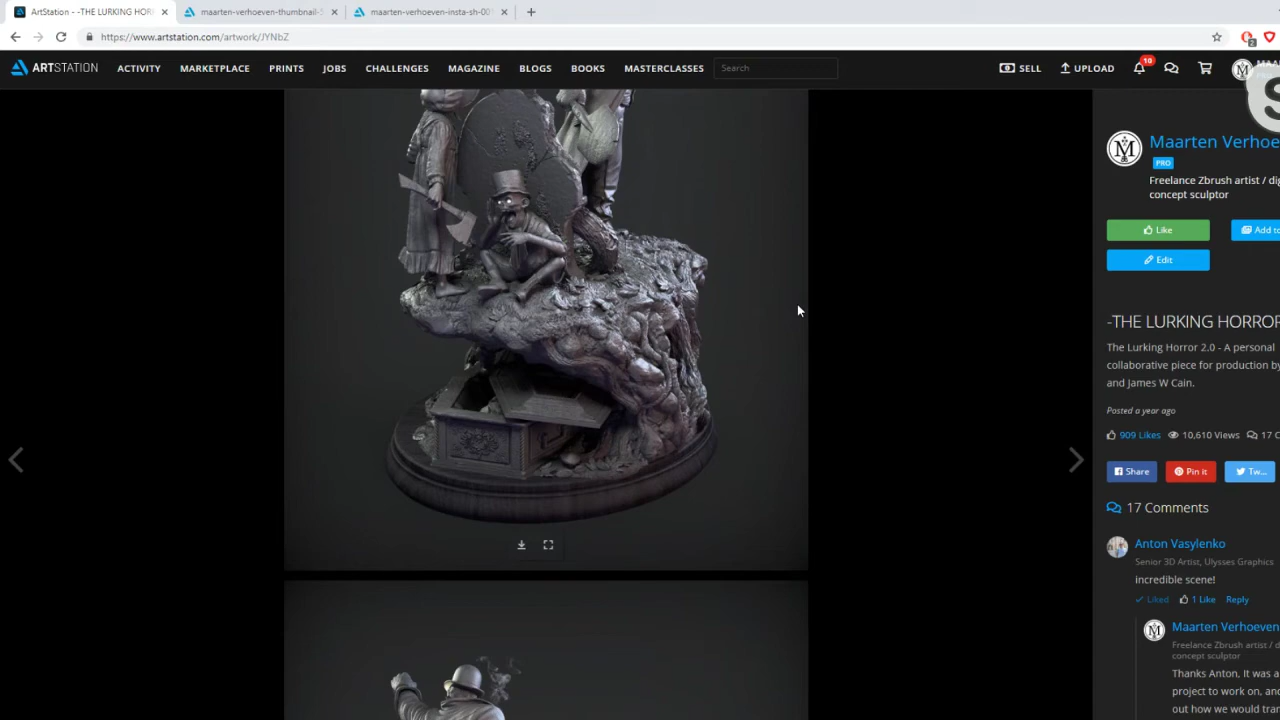 ArtStation - -THE LURKING HOR
maarten-verhoeven-thumbnail-
maarten-verhoeven-insta-sh-00
https://www.artstation.com/artwork/JYNbZ
2
ARTSTATION
ACTIVITY
MARKETPLACE
PRINTS
JOBS
CHALLENGES
MAGAZINE
BLOGS
BOOKS
MASTERCLASSES
Search
SELL
UPLOAD
10
Maarten Verhoe
PRO
Freelance Zbrush artist / dig
concept sculptor
Like
Add to
Edit
-THE LURKING HORROR
The Lurking Horror 2.0 - A personal
collaborative piece for production by
and James W Cain.
Posted a year ago
909 Likes 10,610 Views 17 C
Share
Pin it
Tw...
17 Comments
Anton Vasylenko
Senior 3D Artist, Ulysses Graphics
incredible scene!
Liked 1 Like Reply
Maarten Verhoeven
Freelance Zbrush artist / d
concept sculptor
Thanks Anton, It was a
project to work on, and
out how we would tran